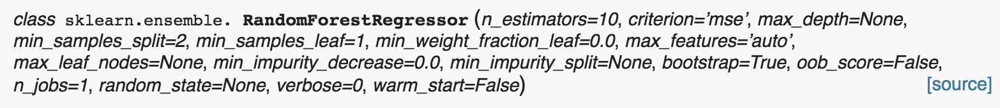 class sklearn.ensemble. RandomForestRegressor (n_estimators=10, criterion=’mse’, max_depth=None,
min_samples_split=2, min_samples_leaf=1, min_weight_fraction_leaf=0.0, max_features=’auto’,
max_leaf_nodes=None, min_impurity_decrease=0.0, min_impurity_split=None, bootstrap=True, oob_score=False,
n_jobs=1, random_state=None, verbose=0, warm_start=False) [source]